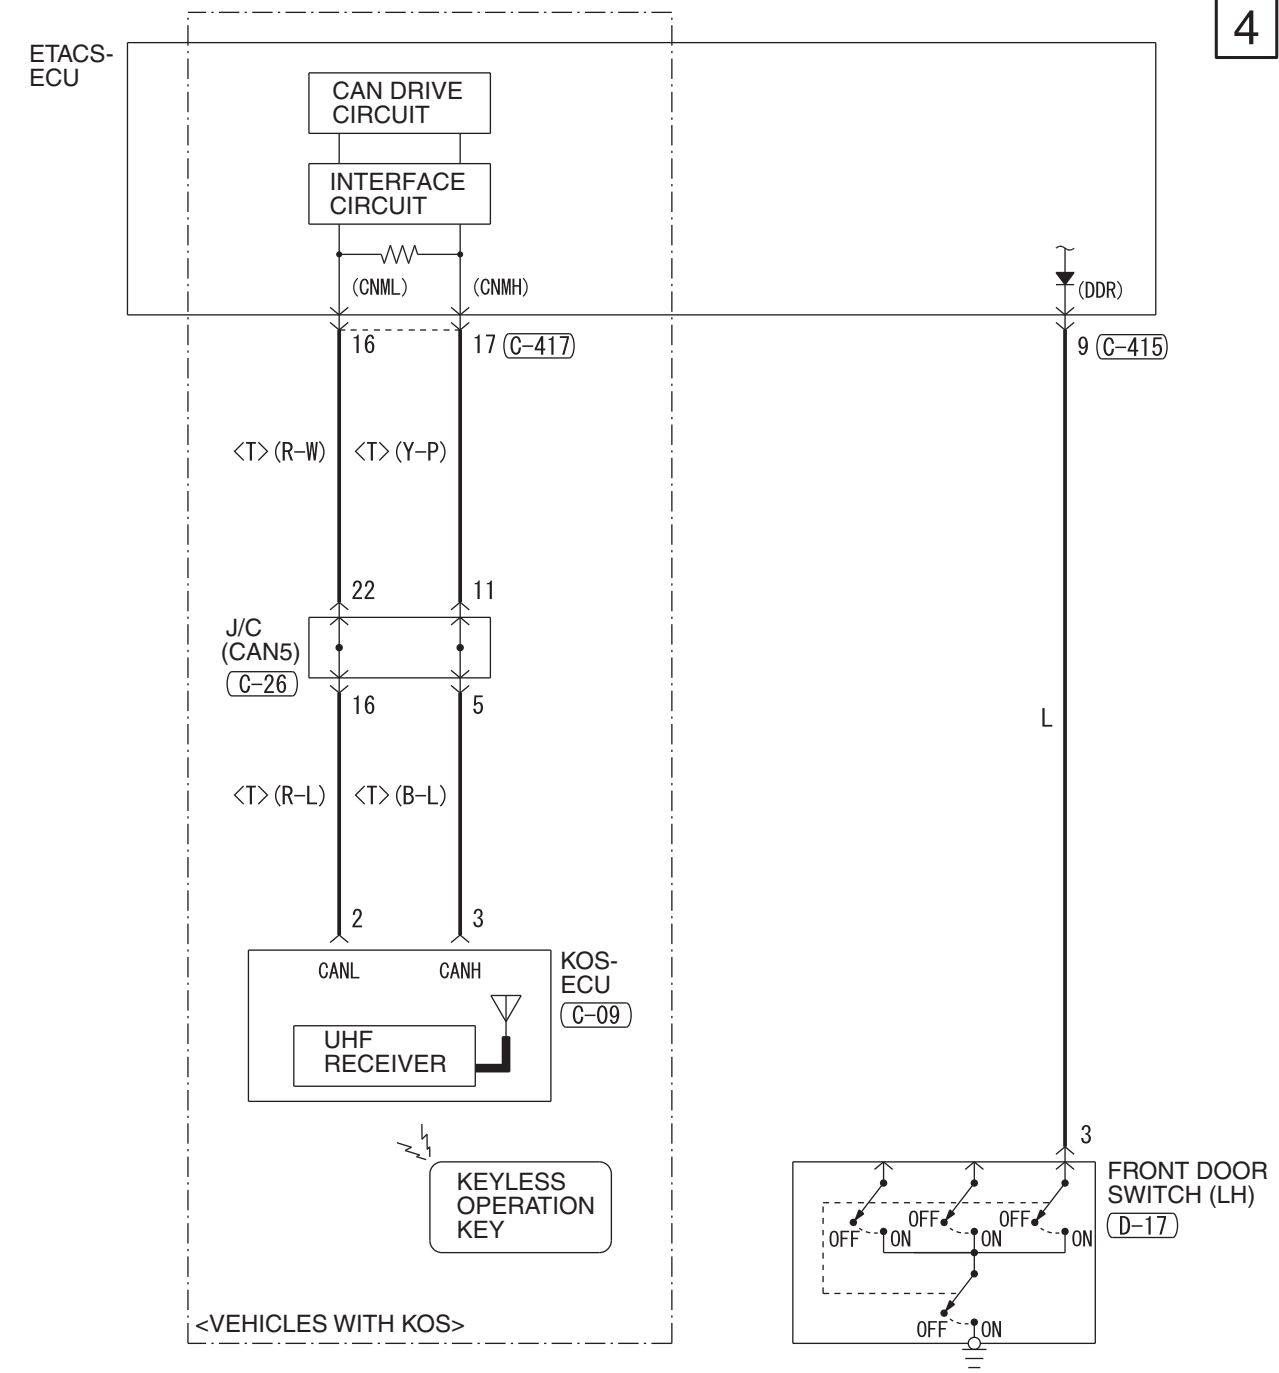 4
ETACS-
ECU
CAN DRIVE
CIRCUIT
INTERFACE
CIRCUIT
(CNML)
(CNMH)
(DDR)
16
17 C-417
9 C-415
<T>(R-W)
<T>(Y-P)
22
11
J/C
(CAN5)
C-26
16
5
L
<T>(R-L)
<T>(B-L)
2
3
CANL
CANH
KOS-
ECU
C-09
UHF
RECEIVER
KEYLESS
OPERATION
KEY
<VEHICLES WITH KOS>
3
FRONT DOOR
SWITCH (LH)
D-17
OFF
ON
OFF
ON
OFF
ON
OFF
ON